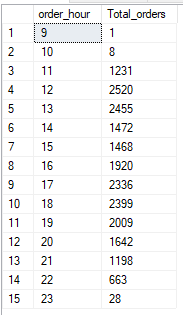 order_hour Total_orders
1 9 1
2 10 8
3 11 1231
4 12 2520
5 13 2455
6 14 1472
7 15 1468
8 16 1920
9 17 2336
10 18 2399
11 19 2009
12 20 1642
13 21 1198
14 22 663
15 23 28